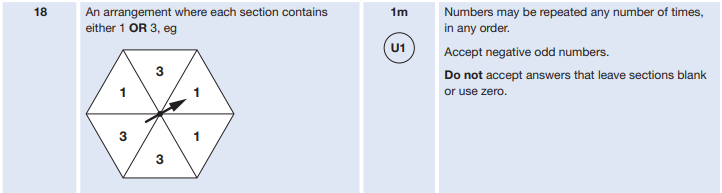 18
An arrangement where each section contains
either 1 OR 3, eg
3
1
1
3
1
3
1m
U1
Numbers may be repeated any number of times,
in any order.
Accept negative odd numbers.
Do not accept answers that leave sections blank
or use zero.